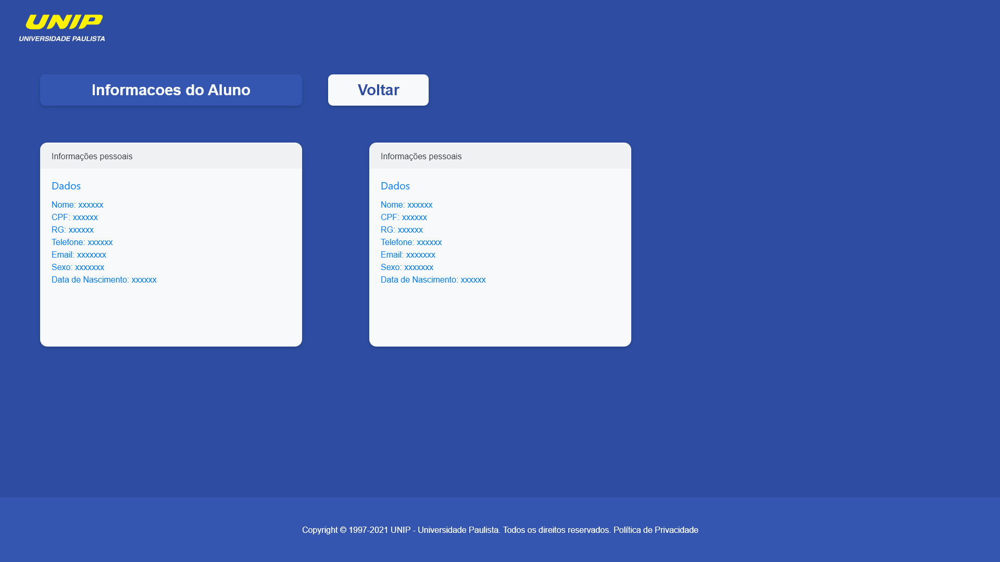 UNIP
UNIVERSIDADE PAULISTA
Informacoes do Aluno
Voltar
Informações pessoais
Dados
Nome: xxxxxx
CPF: xxxxxx
RG: xxxxxx
Telefone: xxxxxx
Email: xxxxxxx
Sexo: xxxxxxx
Data de Nascimento: xxxxxx
Informações pessoais
Dados
Nome: xxxxxx
CPF: xxxxxx
RG: xxxxxx
Telefone: xxxxxx
Email: xxxxxxx
Sexo: xxxxxxx
Data de Nascimento: xxxxxx
Copyright © 1997-2021 UNIP - Universidade Paulista. Todos os direitos reservados. Política de Privacidade